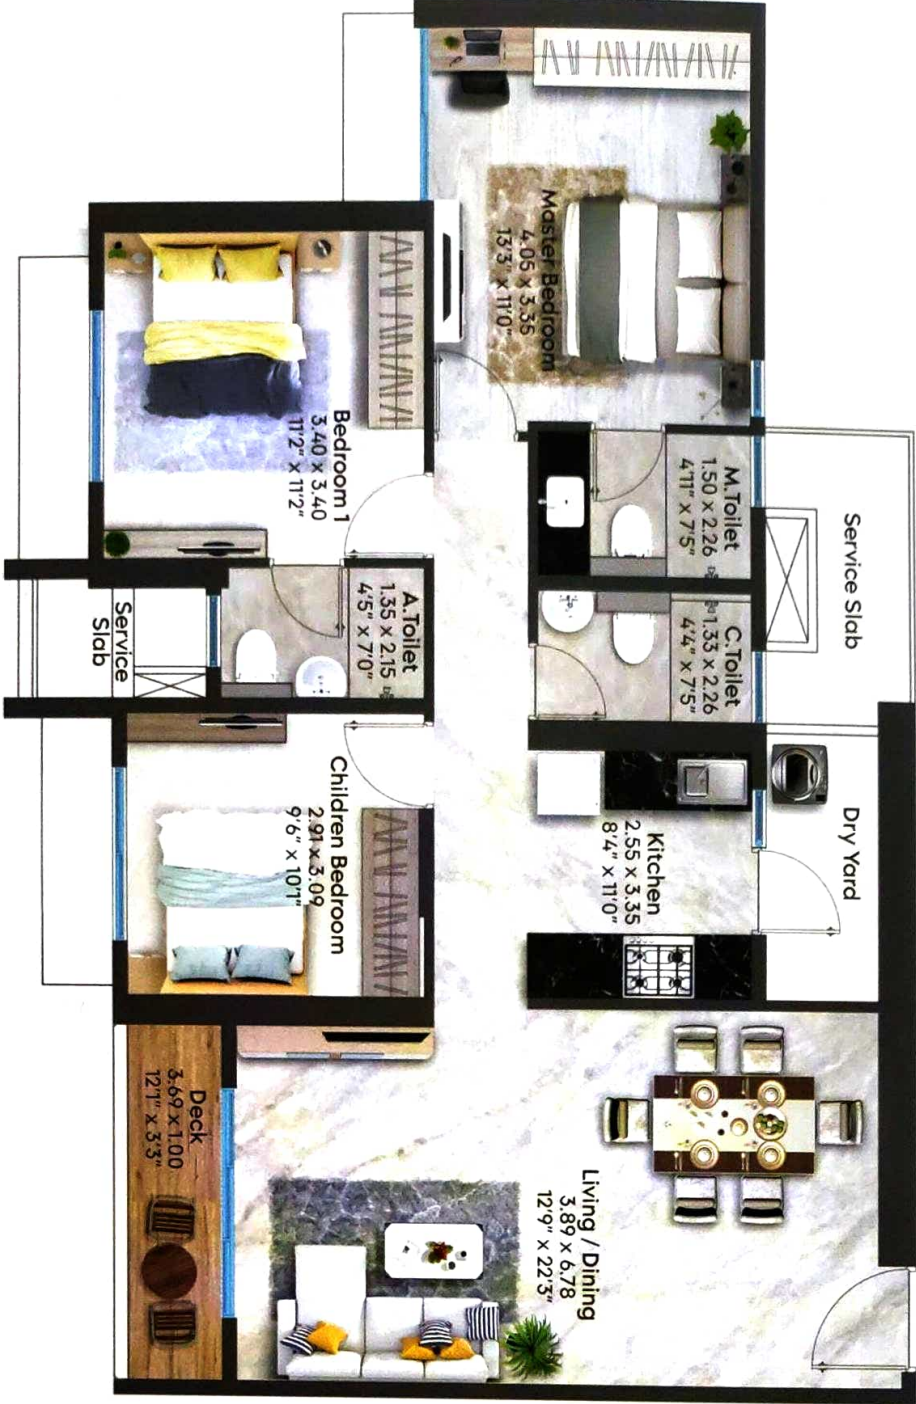 Master Bedroom
4.05 x 3.35
13'3" x 11'0"
M.Toilet
1.50 x 2.26
4'11" x 7'5"
Service Slab
C.Toilet
1.33 x 2.26
4'4" x 7'5"
Bedroom 1
3.40 x 3.40
11'2" x 11'2"
A.Toilet
1.35 x 2.15
4'5" x 7'0"
Service
Slab
Dry Yard
Kitchen
2.55 x 3.35
8'4" x 11'0"
Children Bedroom
2.91 x 3.09
9'6" x 10'1"
Living / Dining
3.89 x 6.78
12'9" x 22'3"
Deck
3.69 x 1.00
12'1" x 3'3"